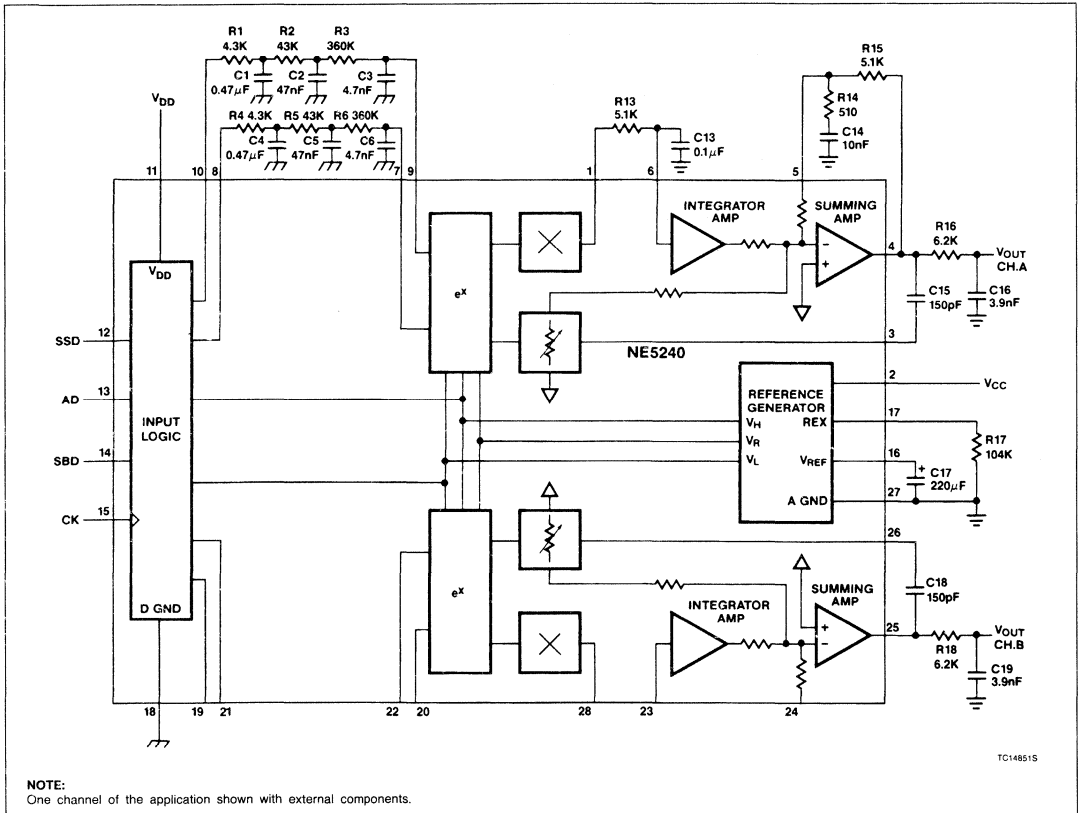 R1 R2 R3
4.3K 43K 360K
C1 C2 C3
0.47μF 47nF 4.7nF
VDD
R4 4.3K R5 43K R6 360K
C4 C5 C6
0.47μF 47nF 4.7nF
R13
5.1K
C13
0.1μF
R15
5.1K
R14
510
C14
10nF
11 10 8 7 9 1 6 5
INTEGRATOR
AMP
SUMMING
AMP
−
+
4
R16
6.2K
VOUT
CH.A
C15
150pF
C16
3.9nF
3
VDD
INPUT
LOGIC
D GND
SSD 12
AD 13
SBD 14
CK 15
eˣ
NE5240
REFERENCE
GENERATOR
VH
VR
VL
REX
VREF
A GND
2
VCC
17
R17
104K
16
+
C17
220μF
27
26
eˣ
INTEGRATOR
AMP
SUMMING
AMP
+
−
C18
150pF
25
R18
6.2K
VOUT
CH.B
C19
3.9nF
18 19 21 22 20 28 23 24
TC14851S
NOTE:
One channel of the application shown with external components.